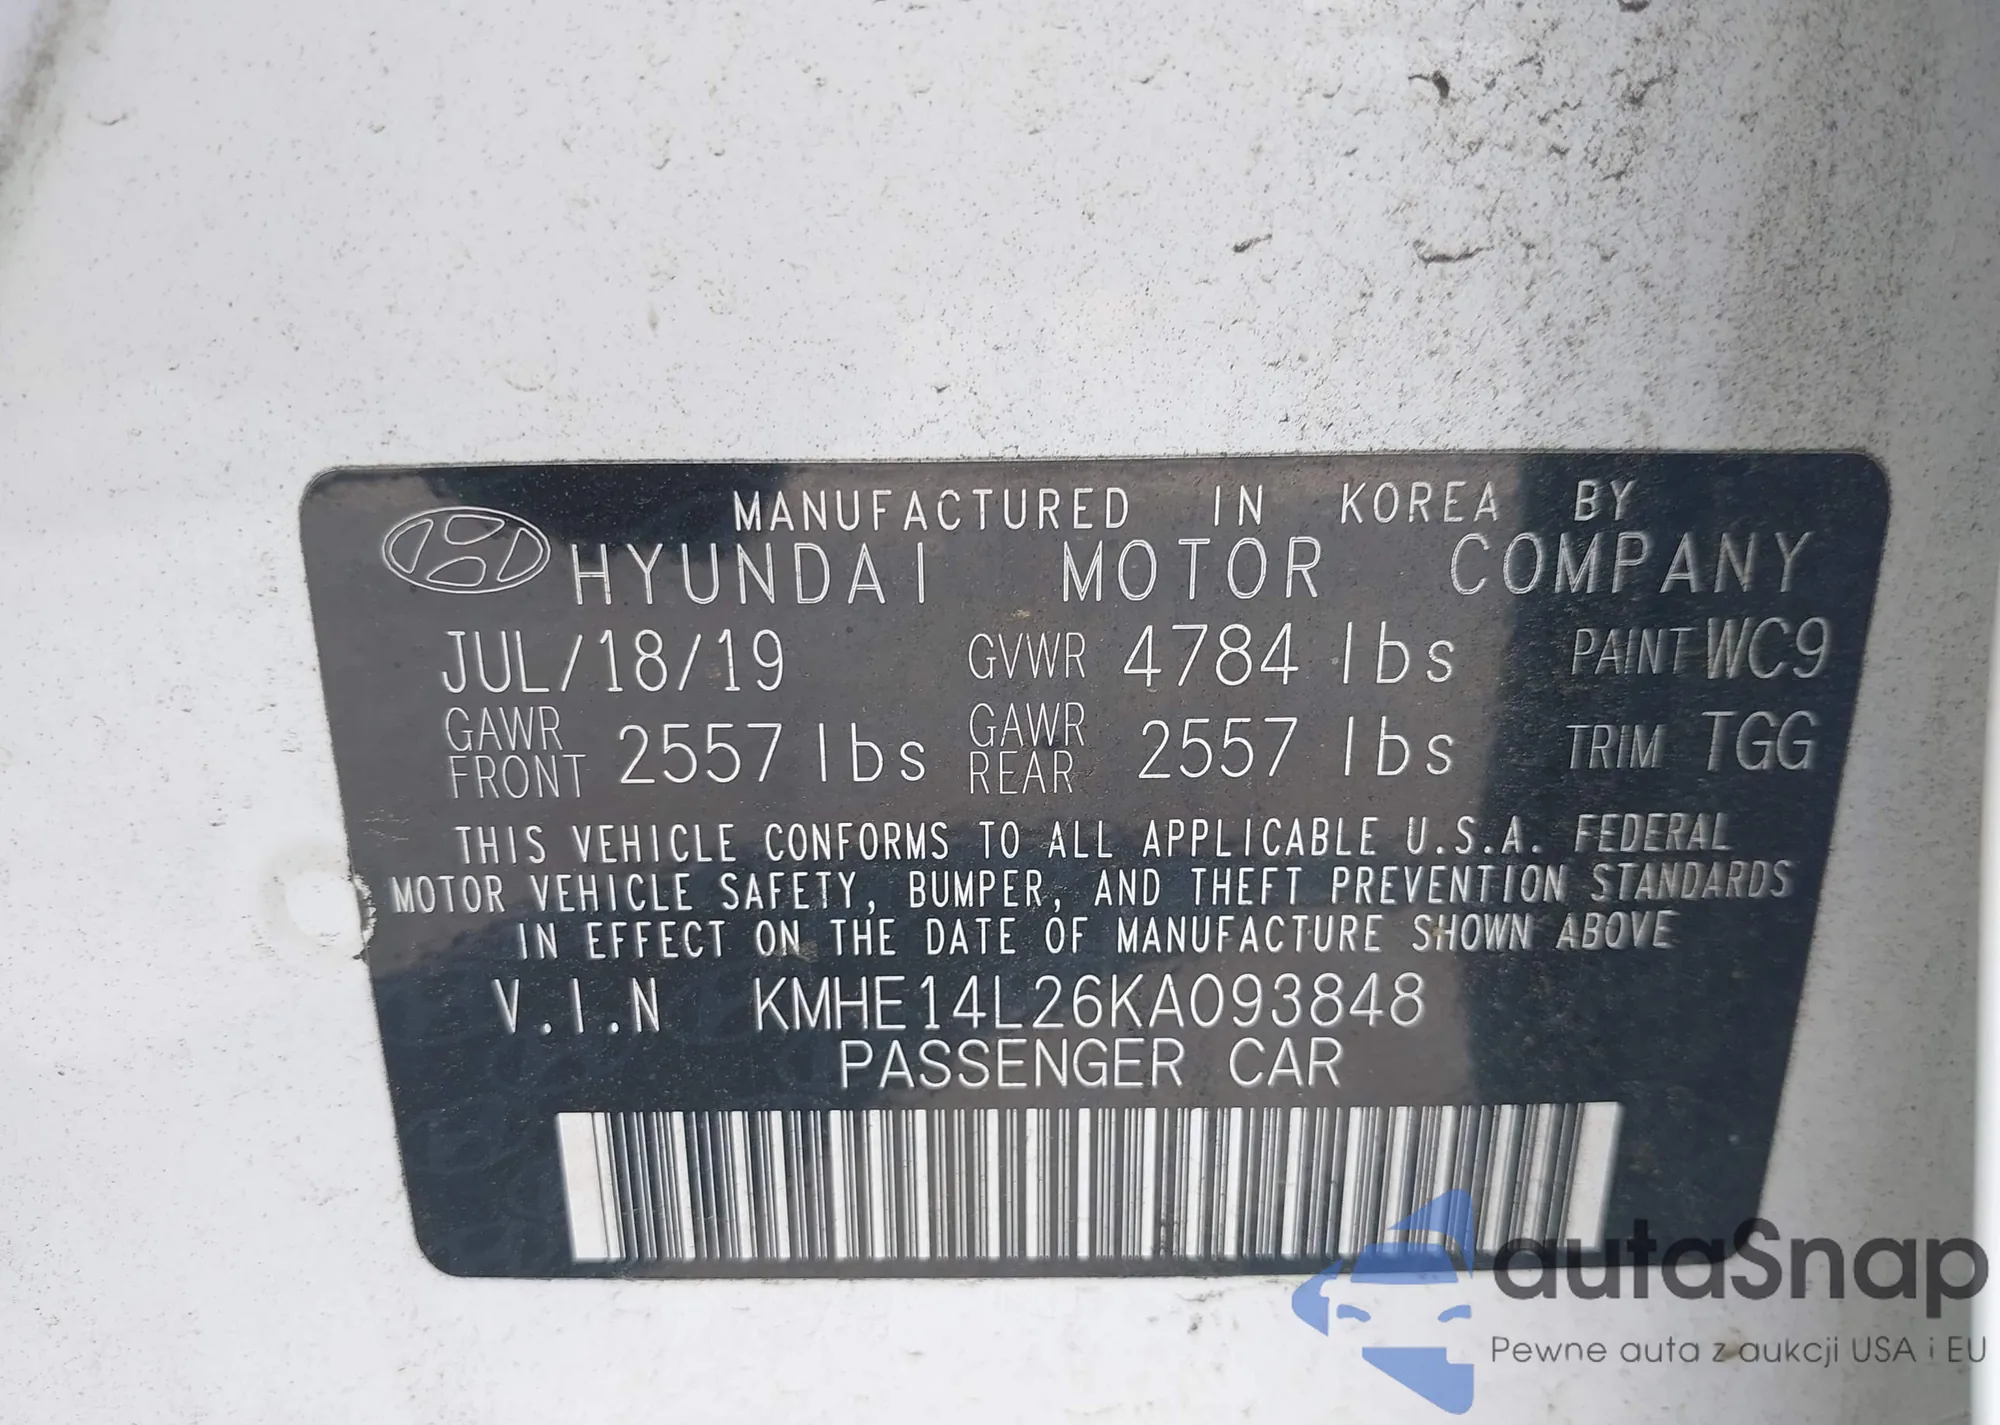 MANUFACTURED IN KOREA BY
HYUNDAI MOTOR COMPANY
JUL/18/19 GVWR 4784 lbs PAINT WC9
GAWR FRONT 2557 lbs GAWR REAR 2557 lbs TRIM TGG
THIS VEHICLE CONFORMS TO ALL APPLICABLE U.S.A. FEDERAL
MOTOR VEHICLE SAFETY, BUMPER, AND THEFT PREVENTION STANDARDS
IN EFFECT ON THE DATE OF MANUFACTURE SHOWN ABOVE
V.I.N KMHE14L26KA093848
PASSENGER CAR
autaSnap
Pewne auta z aukcji USA i EU